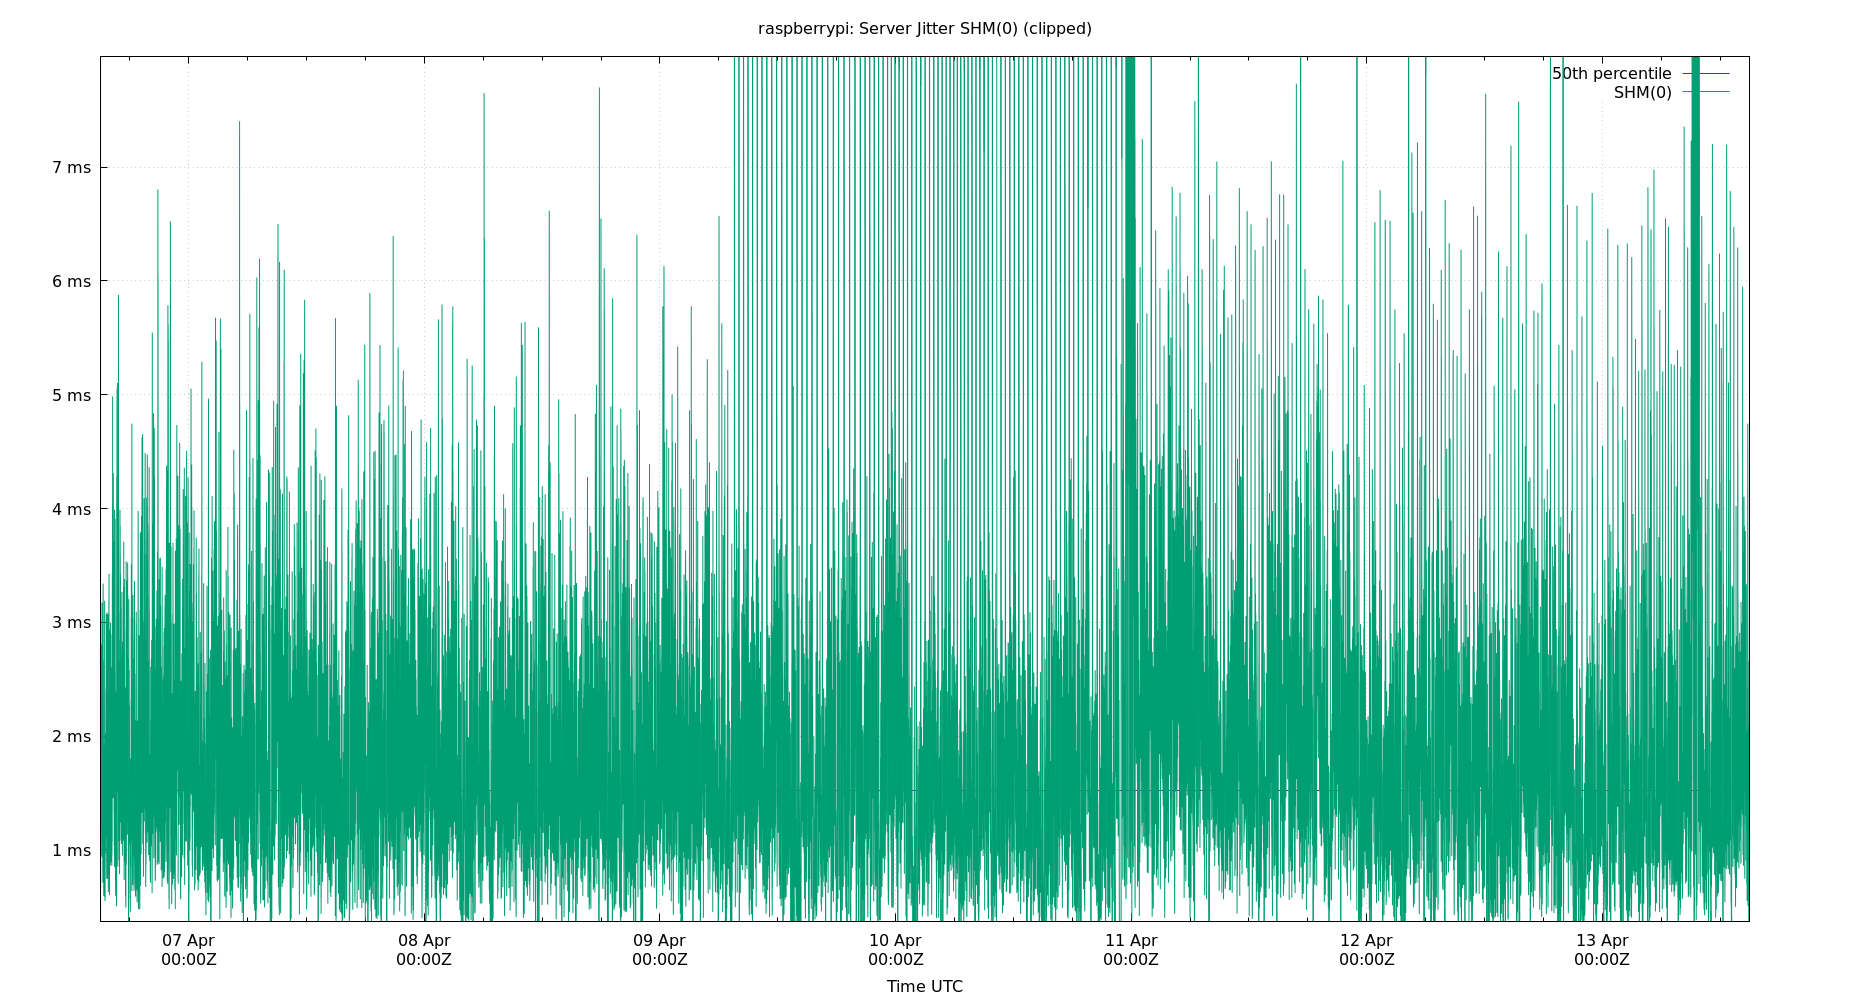 raspberrypi: Server Jitter SHM(0) (clipped)
50th percentile
SHM(0)
7 ms
6 ms
5 ms
4 ms
3 ms
2 ms
1 ms
07 Apr 08 Apr 09 Apr 10 Apr 11 Apr 12 Apr 13 Apr
00:00Z 00:00Z 00:00Z 00:00Z 00:00Z 00:00Z 00:00Z
Time UTC